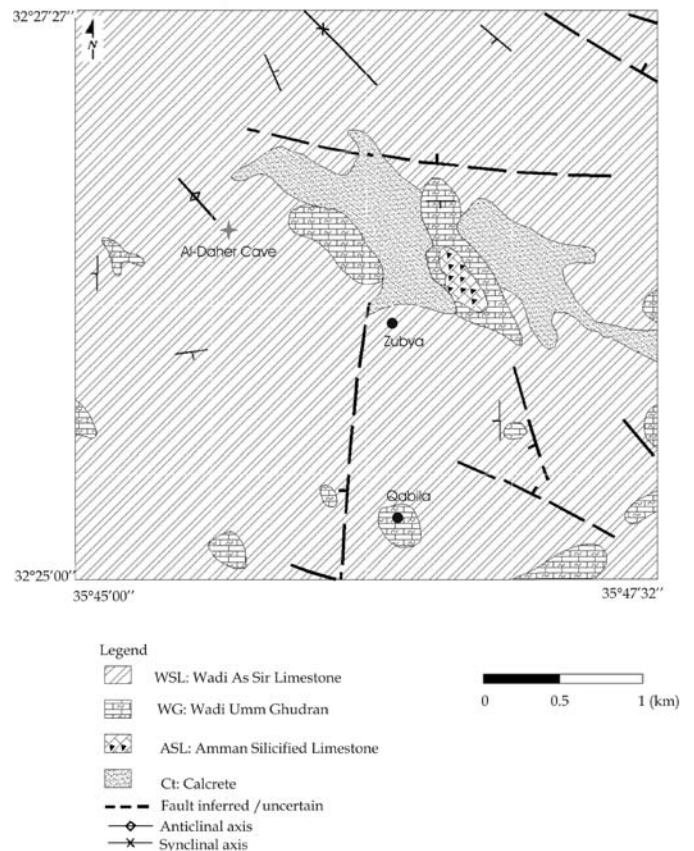 32°27'27''
N
Al-Daher Cave
Zubya
Qabila
32°25'00''
35°45'00''
35°47'32''
Legend
WSL: Wadi As Sir Limestone
WG: Wadi Umm Ghudran
ASL: Amman Silicified Limestone
Ct: Calcrete
Fault inferred /uncertain
Anticlinal axis
Synclinal axis
0 0.5 1 (km)